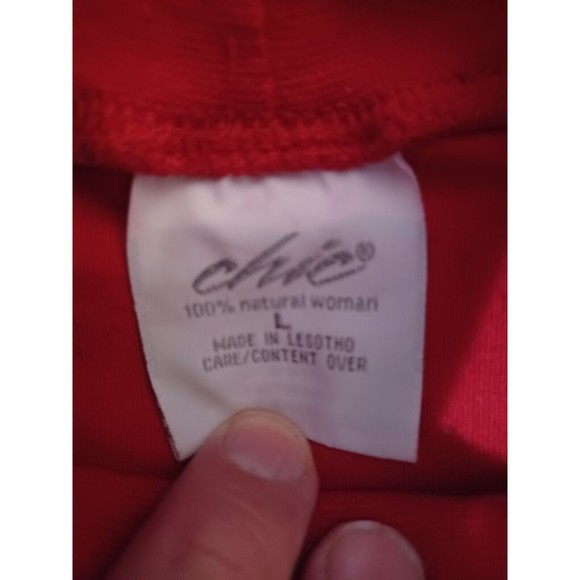 chic®
100% natural woman
L
MADE IN LESOTHO
CARE/CONTENT OVER